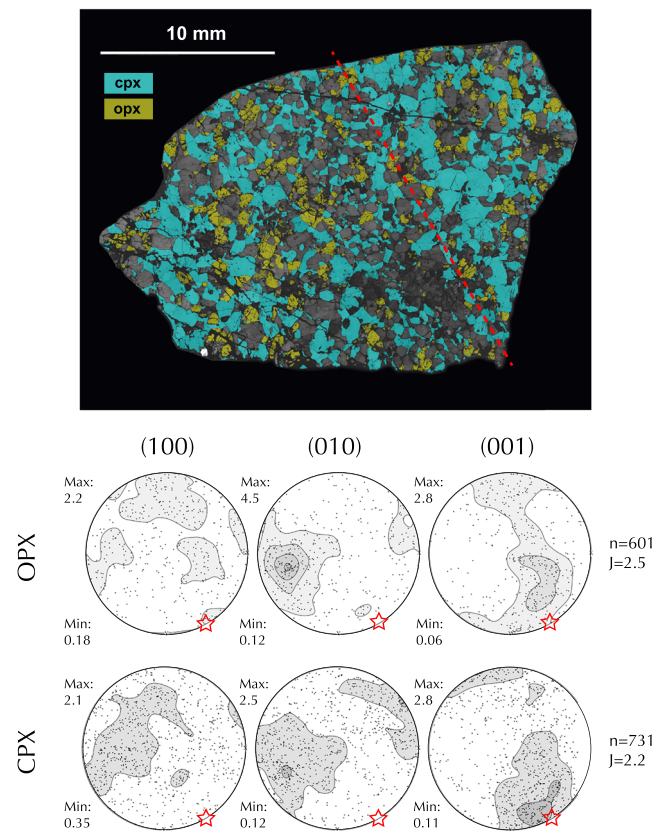 10 mm
cpx
opx
(100) (010) (001)
OPX
Max:
2.2
Min:
0.18
Max:
4.5
Min:
0.12
Max:
2.8
Min:
0.06
n=601
J=2.5
CPX
Max:
2.1
Min:
0.35
Max:
2.5
Min:
0.12
Max:
2.8
Min:
0.11
n=731
J=2.2